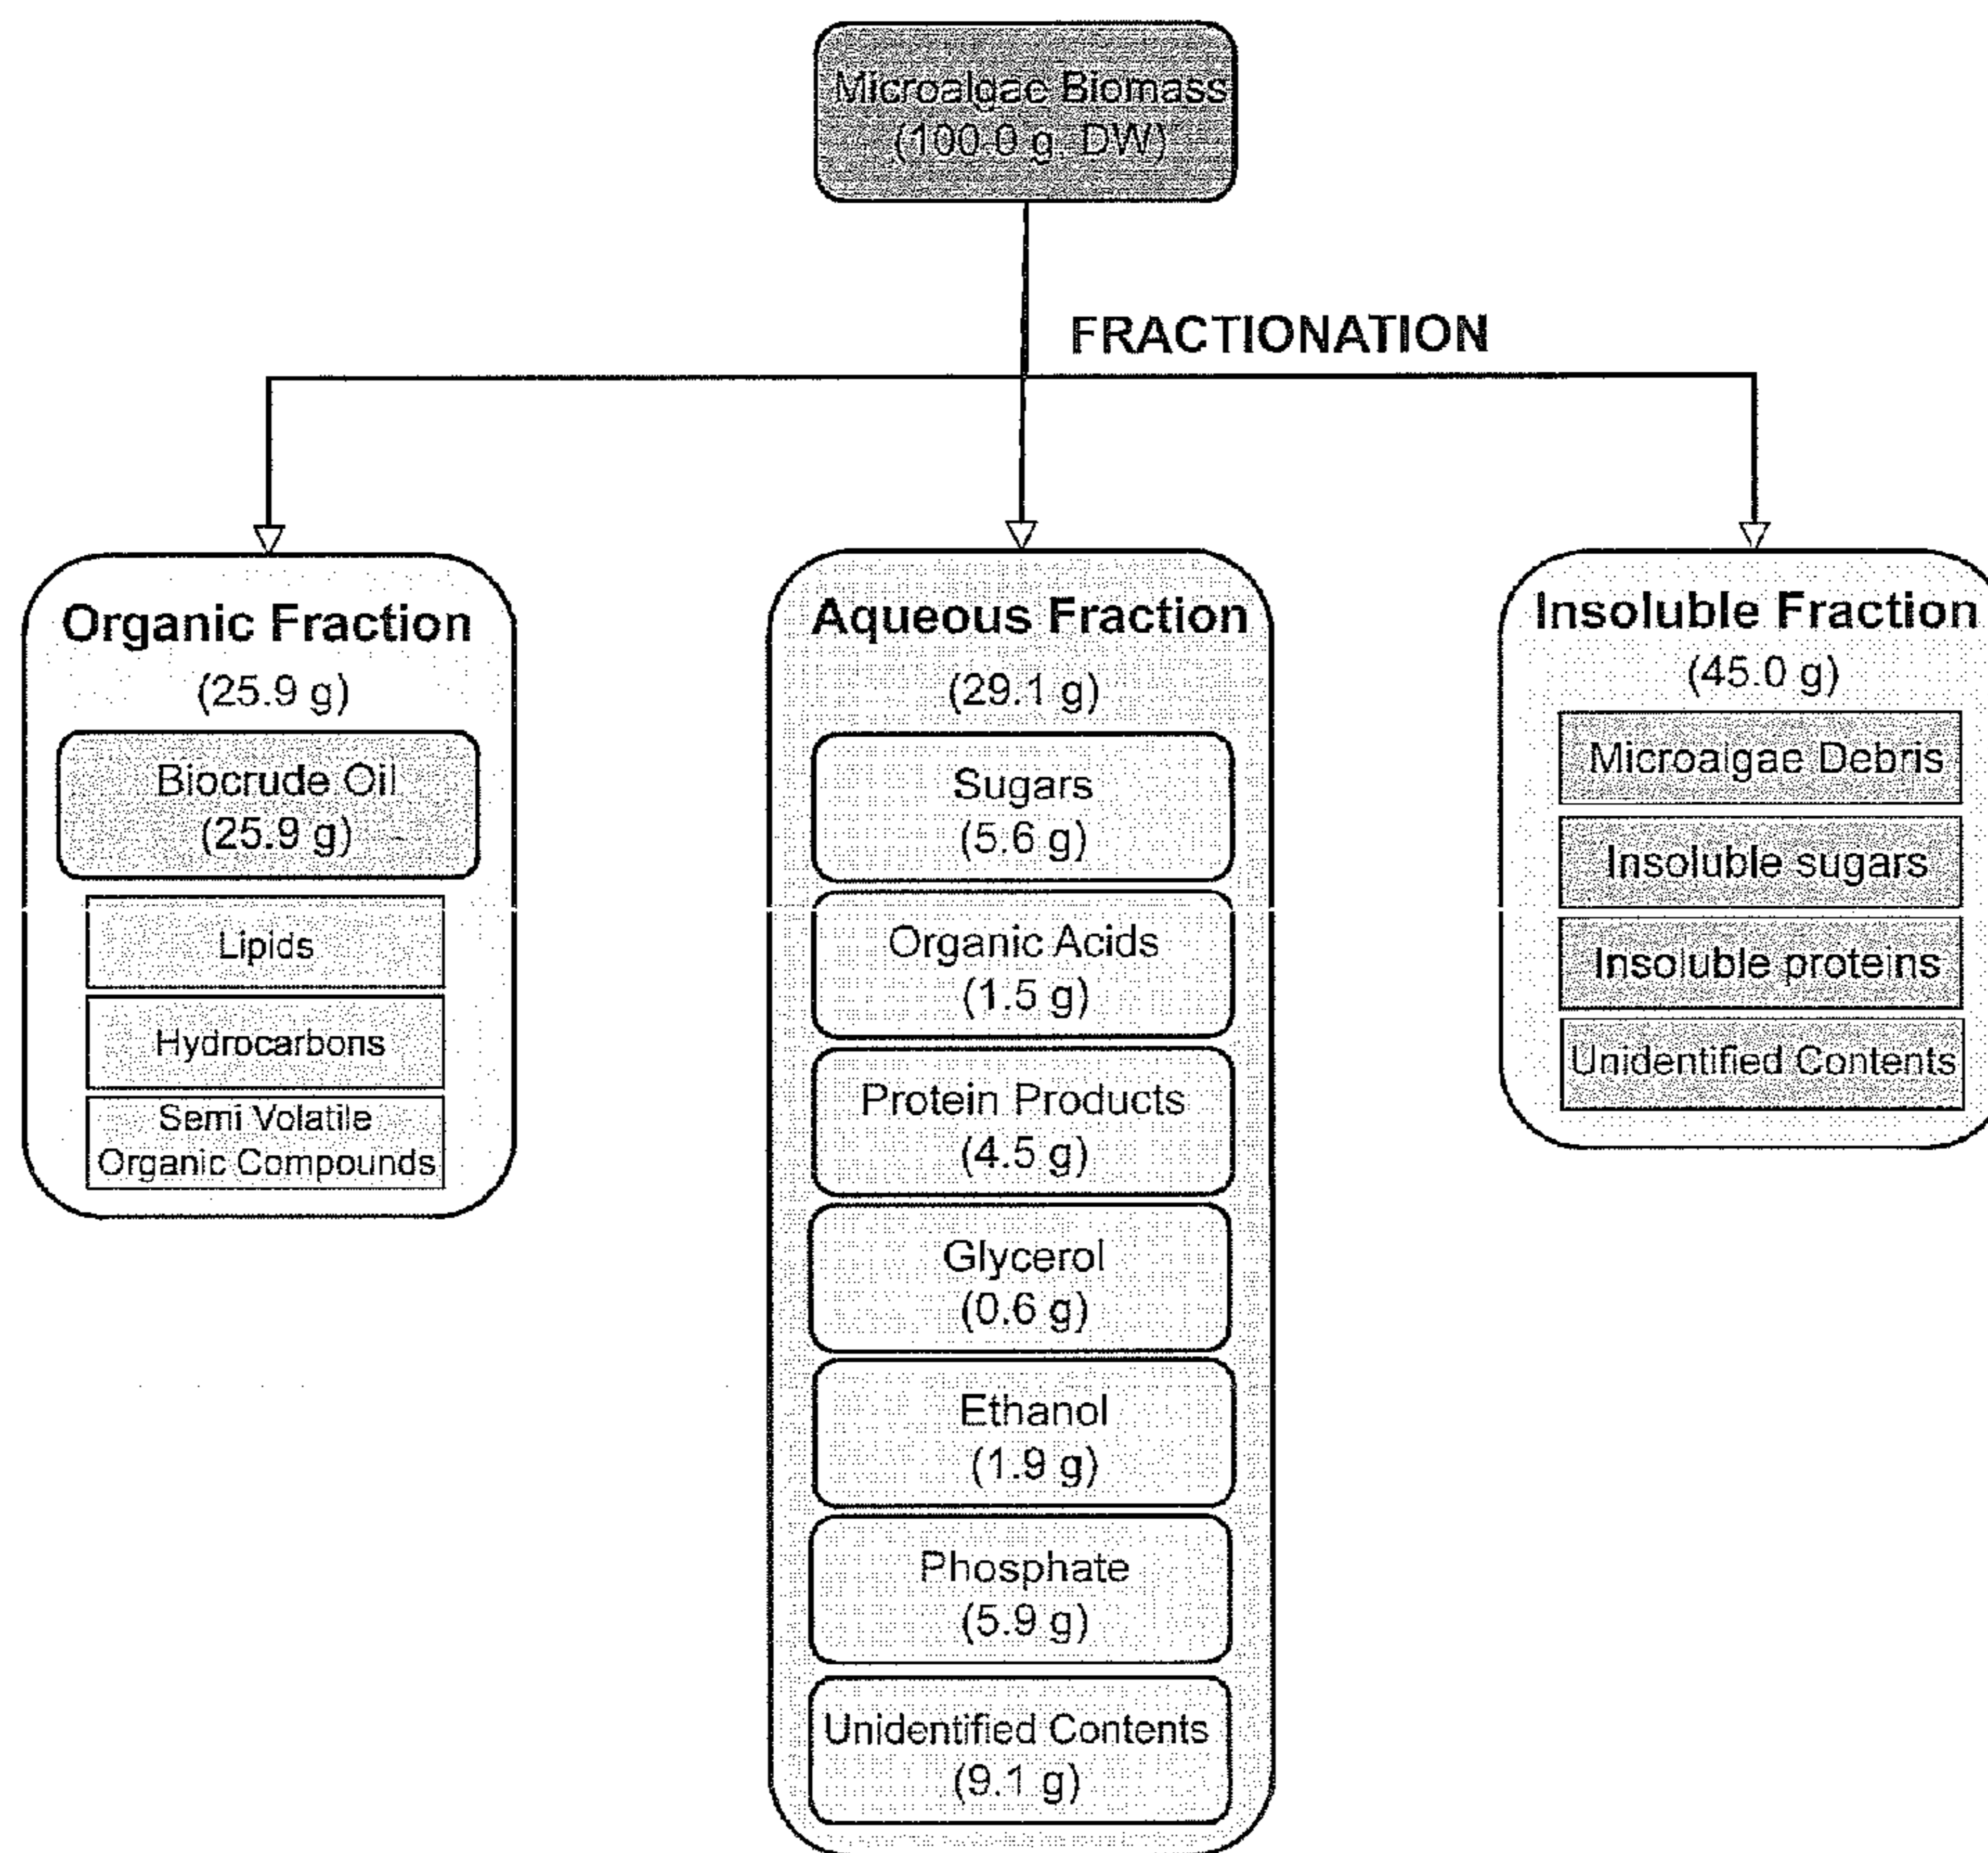 Microalgae Biomass
(100.0 g, DW)
FRACTIONATION
Organic Fraction
(25.9 g)
Biocrude Oil
(25.9 g)
Lipids
Hydrocarbons
Semi Volatile
Organic Compounds
Aqueous Fraction
(29.1 g)
Sugars
(5.6 g)
Organic Acids
(1.5 g)
Protein Products
(4.5 g)
Glycerol
(0.6 g)
Ethanol
(1.9 g)
Phosphate
(5.9 g)
Unidentified Contents
(9.1 g)
Insoluble Fraction
(45.0 g)
Microalgae Debris
Insoluble sugars
Insoluble proteins
Unidentified Contents